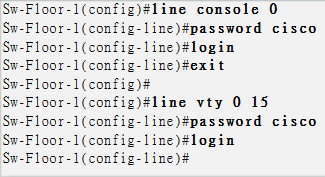 Sw-Floor-1(config)#line console 0
Sw-Floor-1(config-line)#password cisco
Sw-Floor-1(config-line)#login
Sw-Floor-1(config-line)#exit
Sw-Floor-1(config)#
Sw-Floor-1(config)#line vty 0 15
Sw-Floor-1(config-line)#password cisco
Sw-Floor-1(config-line)#login
Sw-Floor-1(config-line)#